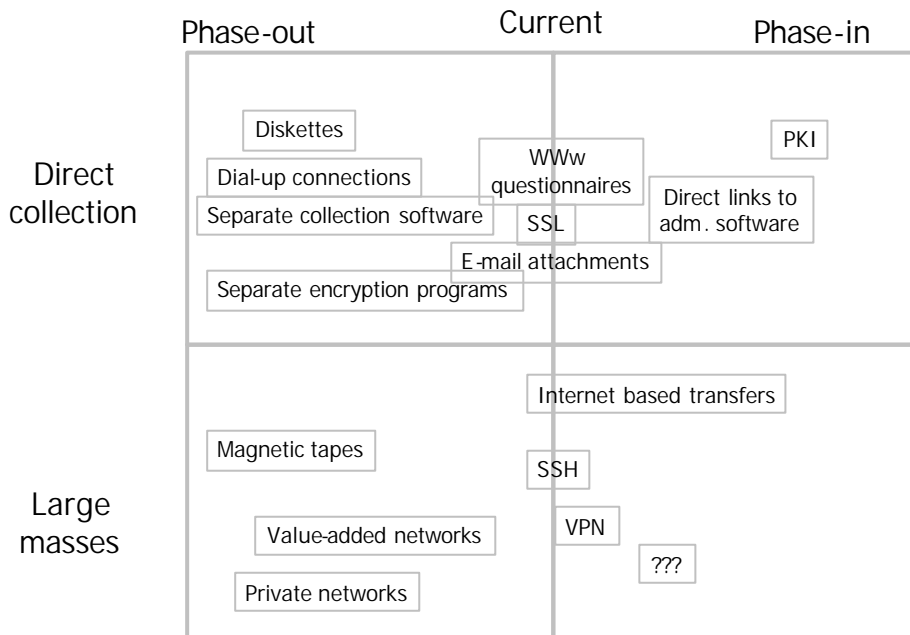 Phase-out
Current
Phase-in
Direct
collection
Diskettes
Dial-up connections
Separate collection software
Separate encryption programs
WWw
questionnaires
SSL
E-mail attachments
PKI
Direct links to
adm. software
Large
masses
Internet based transfers
Magnetic tapes
SSH
Value-added networks
VPN
???
Private networks